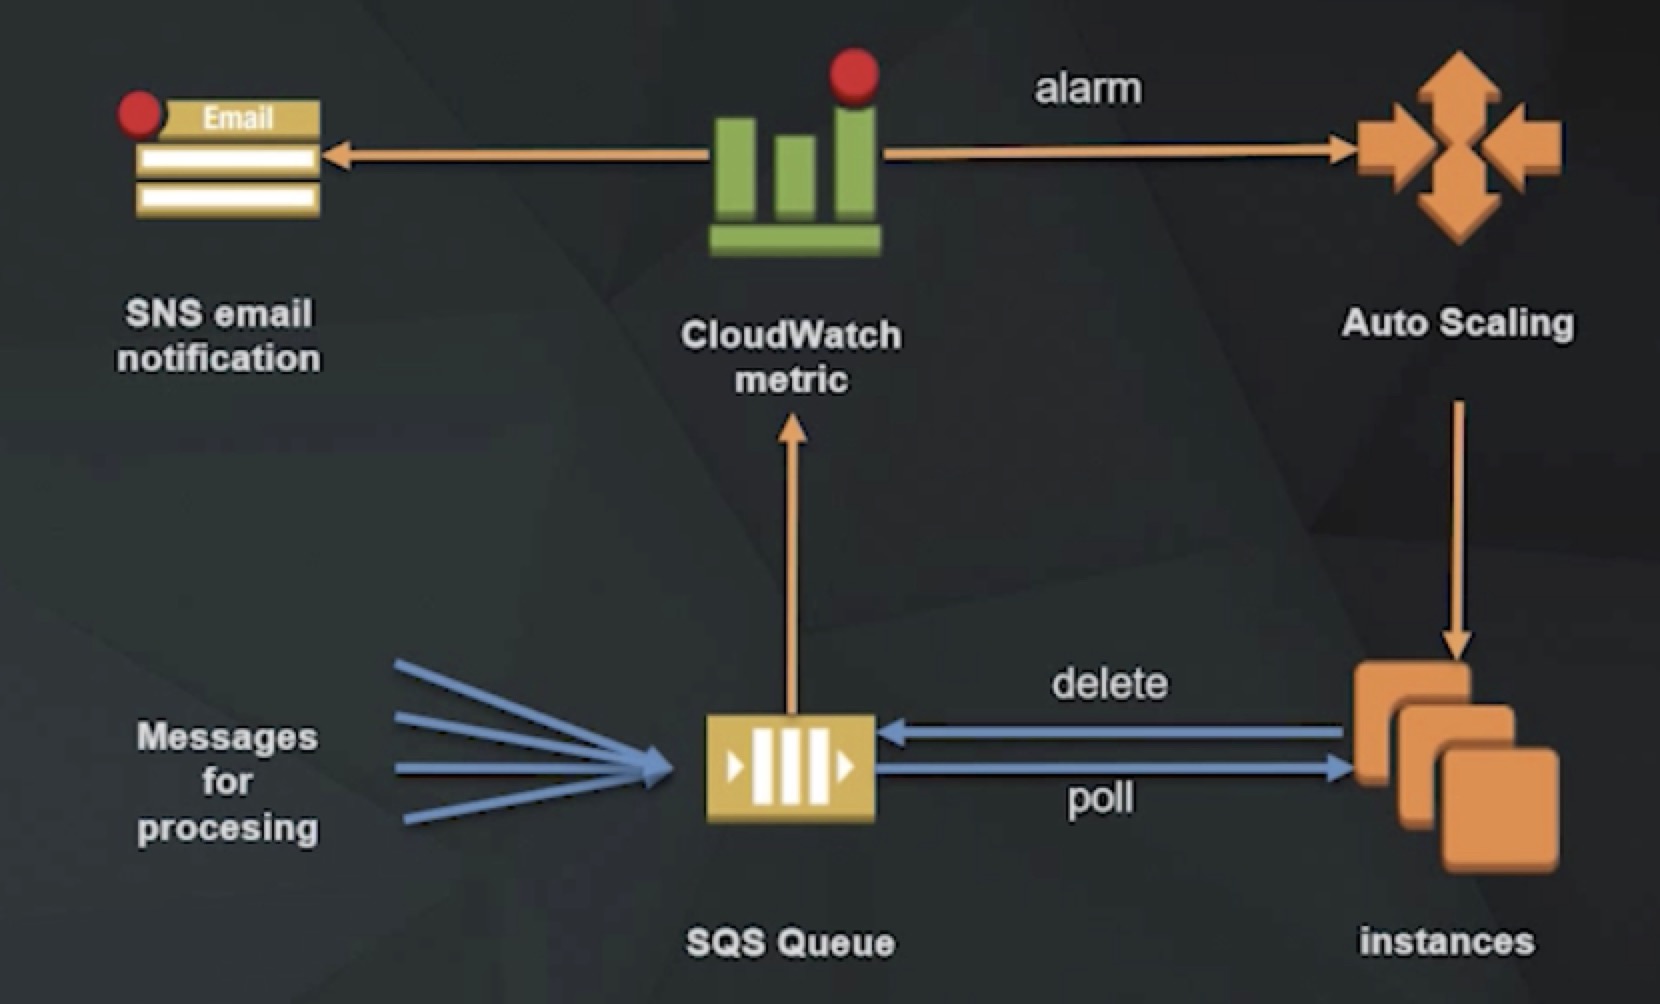 Email
alarm
SNS email
notification
CloudWatch
metric
Auto Scaling
delete
Messages
for
procesing
poll
SQS Queue
instances